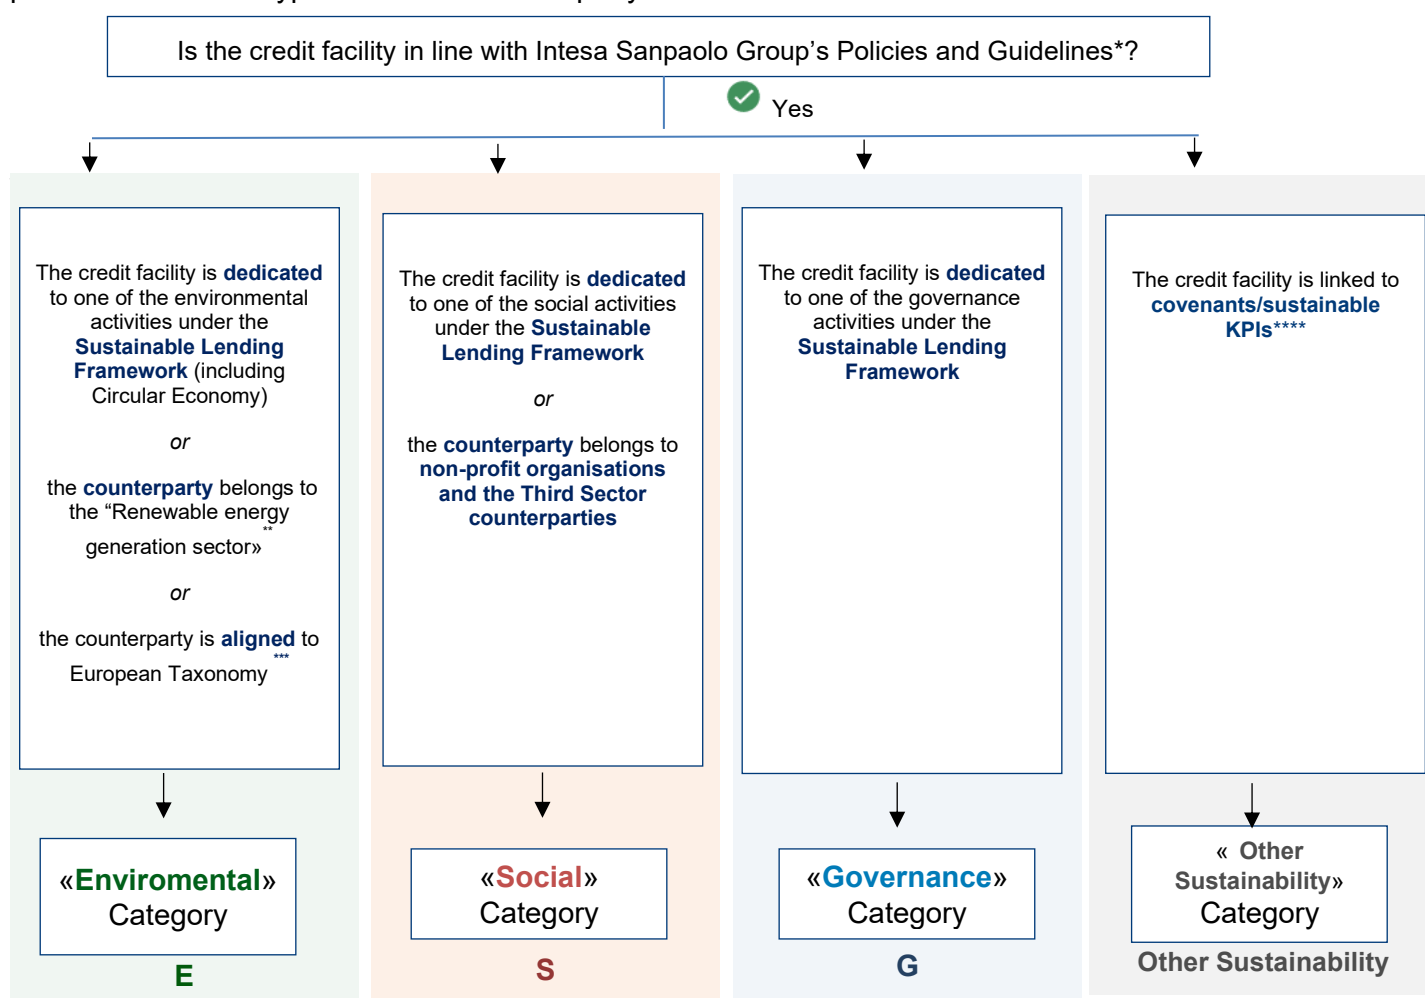 Is the credit facility in line with Intesa Sanpaolo Group's Policies and Guidelines*?
Yes
The credit facility is dedicated
to one of the environmental
activities under the
Sustainable Lending
Framework (including
Circular Economy)
or
the counterparty belongs to
the “Renewable energy
generation sector»**
or
the counterparty is aligned to
European Taxonomy***
«Enviromental»
Category
E
The credit facility is dedicated
to one of the social activities
under the Sustainable
Lending Framework
or
the counterparty belongs to
non-profit organisations
and the Third Sector
counterparties
«Social»
Category
S
The credit facility is dedicated
to one of the governance
activities under the
Sustainable Lending
Framework
«Governance»
Category
G
The credit facility is linked to
covenants/sustainable
KPIs****
« Other
Sustainability»
Category
Other Sustainability